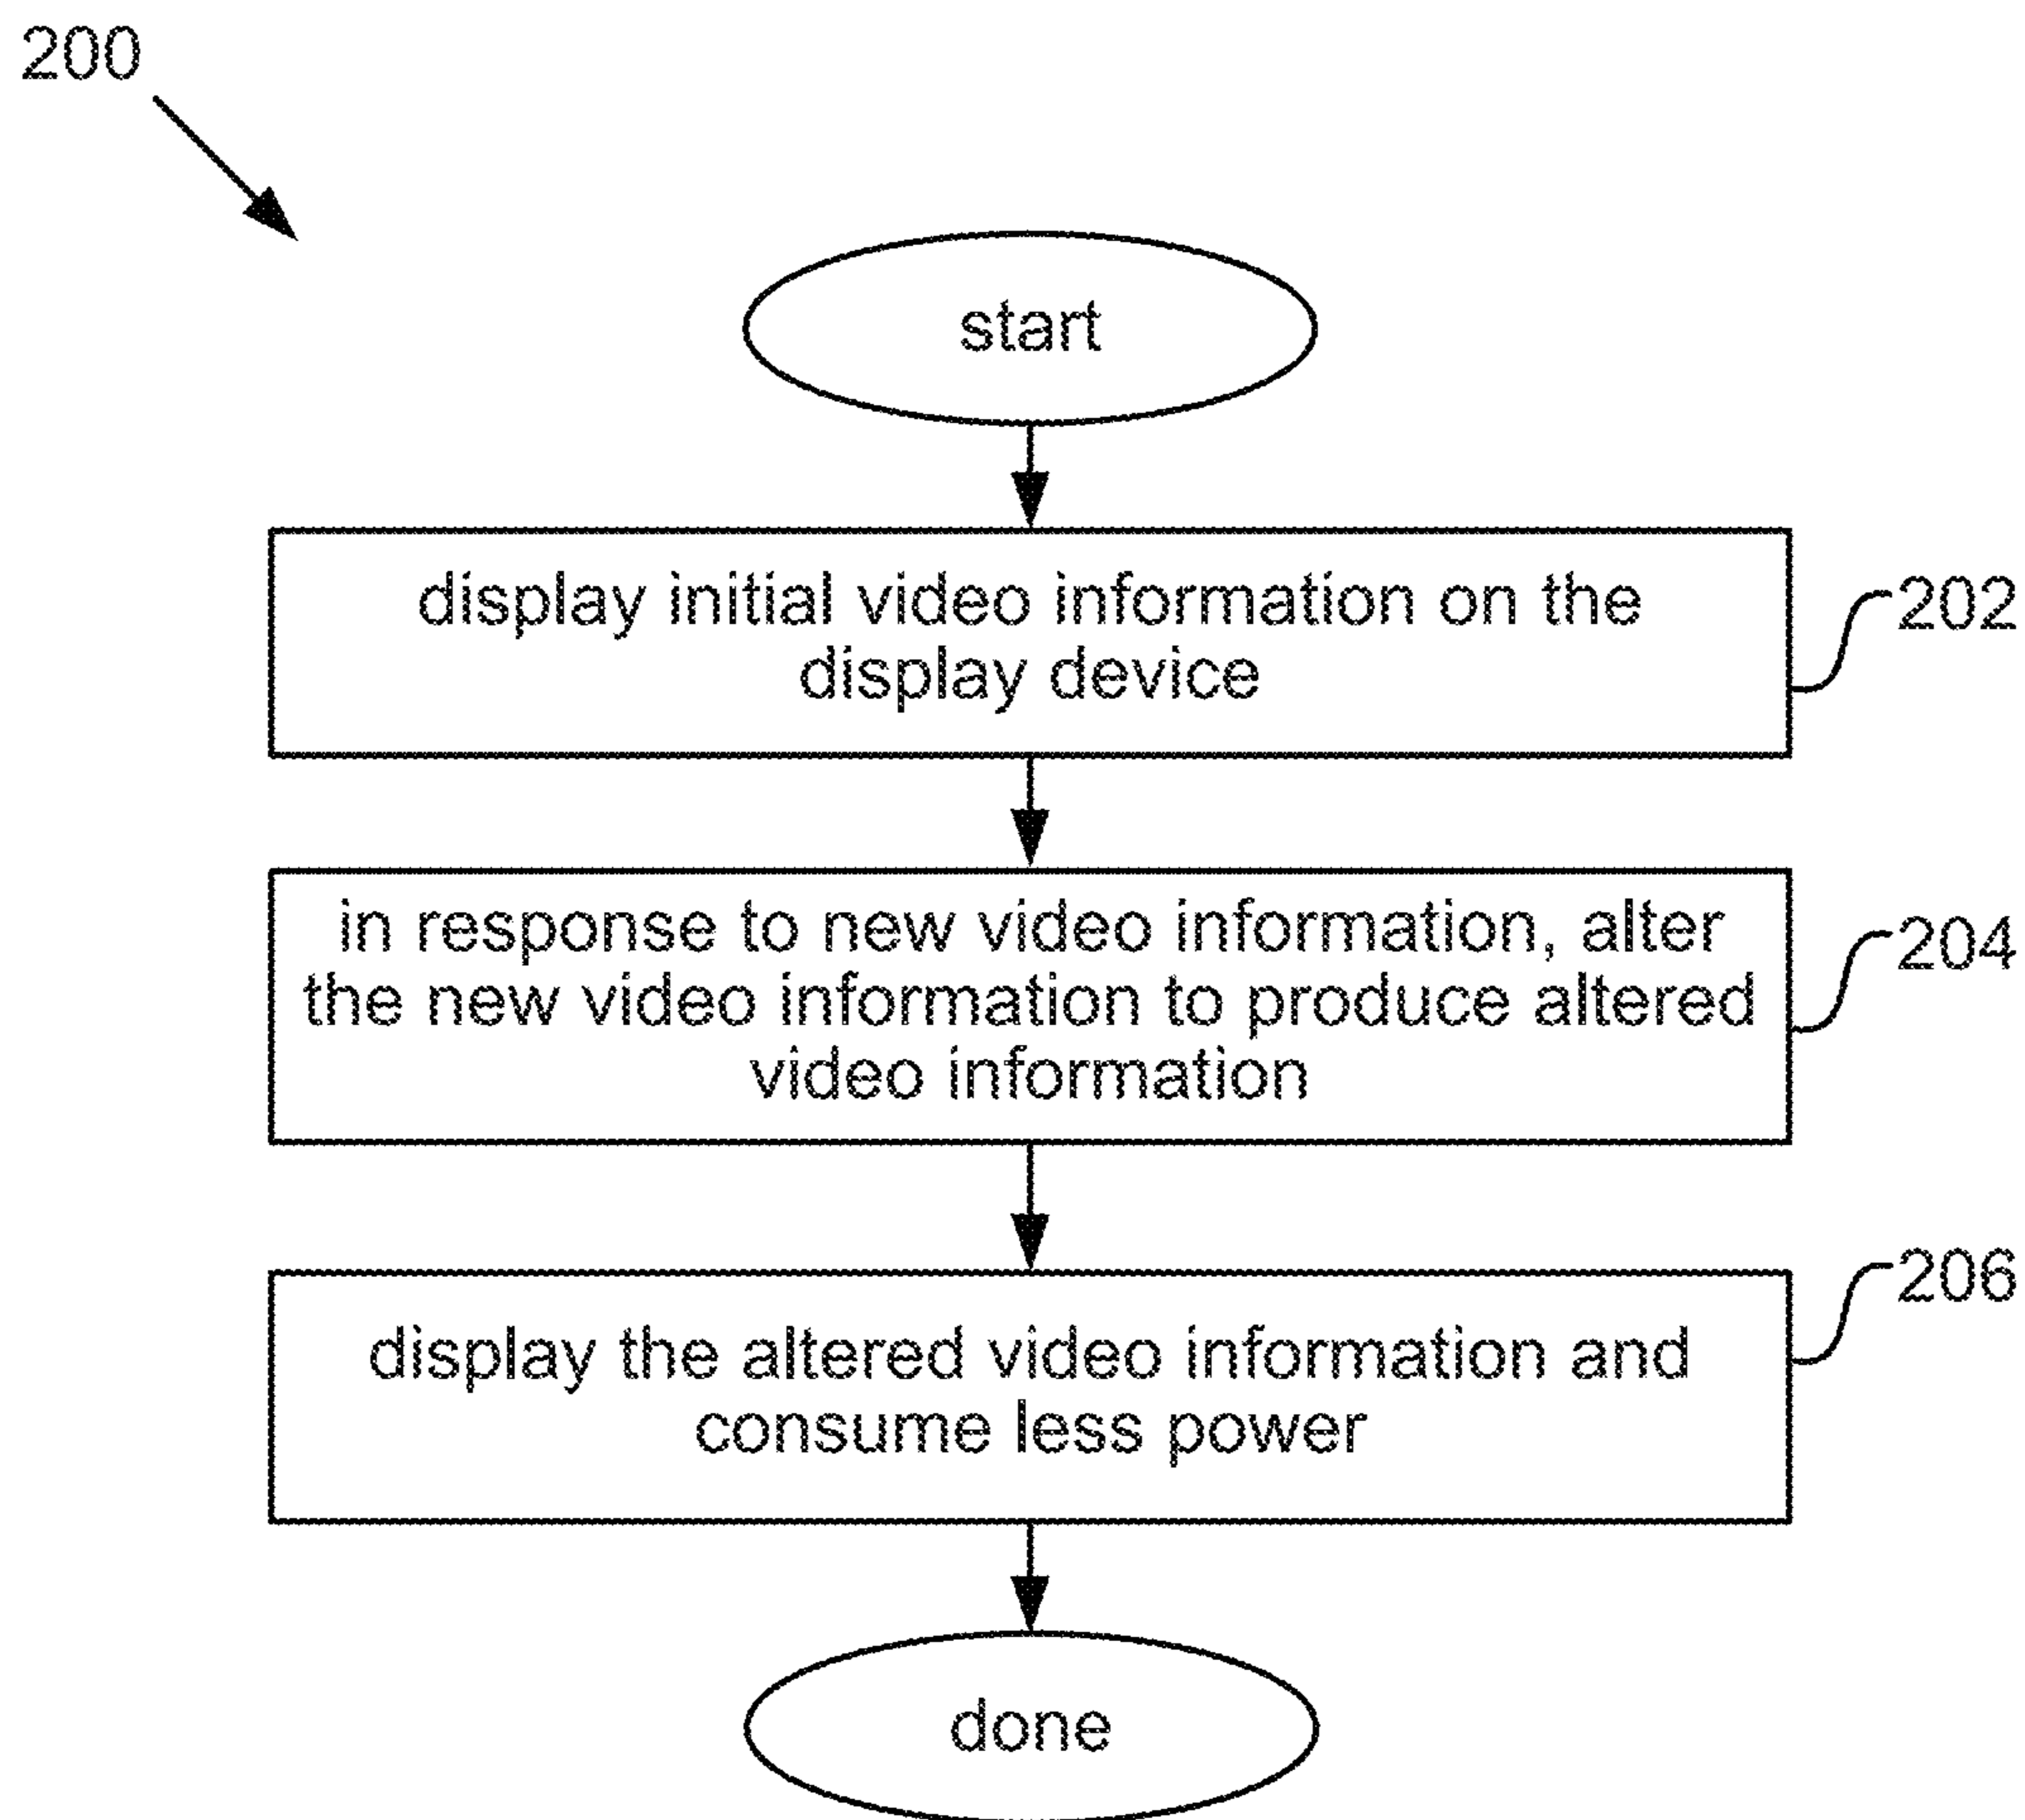 200
start
display initial video information on the
display device
202
in response to new video information, alter
the new video information to produce altered
video information
204
display the altered video information and
consume less power
206
done